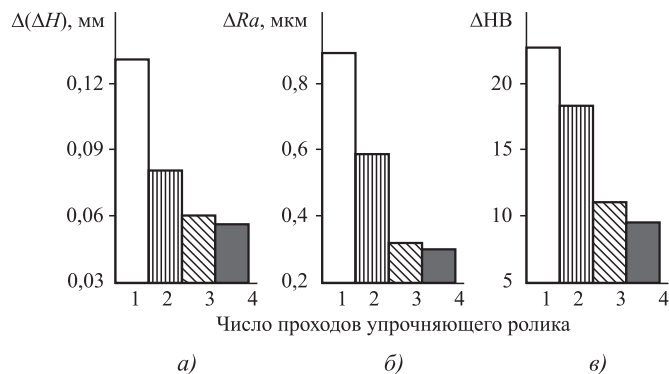 Δ(ΔH), мм
0,12
0,09
0,06
0,03
1 2 3 4
ΔRa, мкм
0,8
0,6
0,4
0,2
1 2 3 4
ΔHB
20
15
10
5
1 2 3 4
Число проходов упрочняющего ролика
а) б) в)